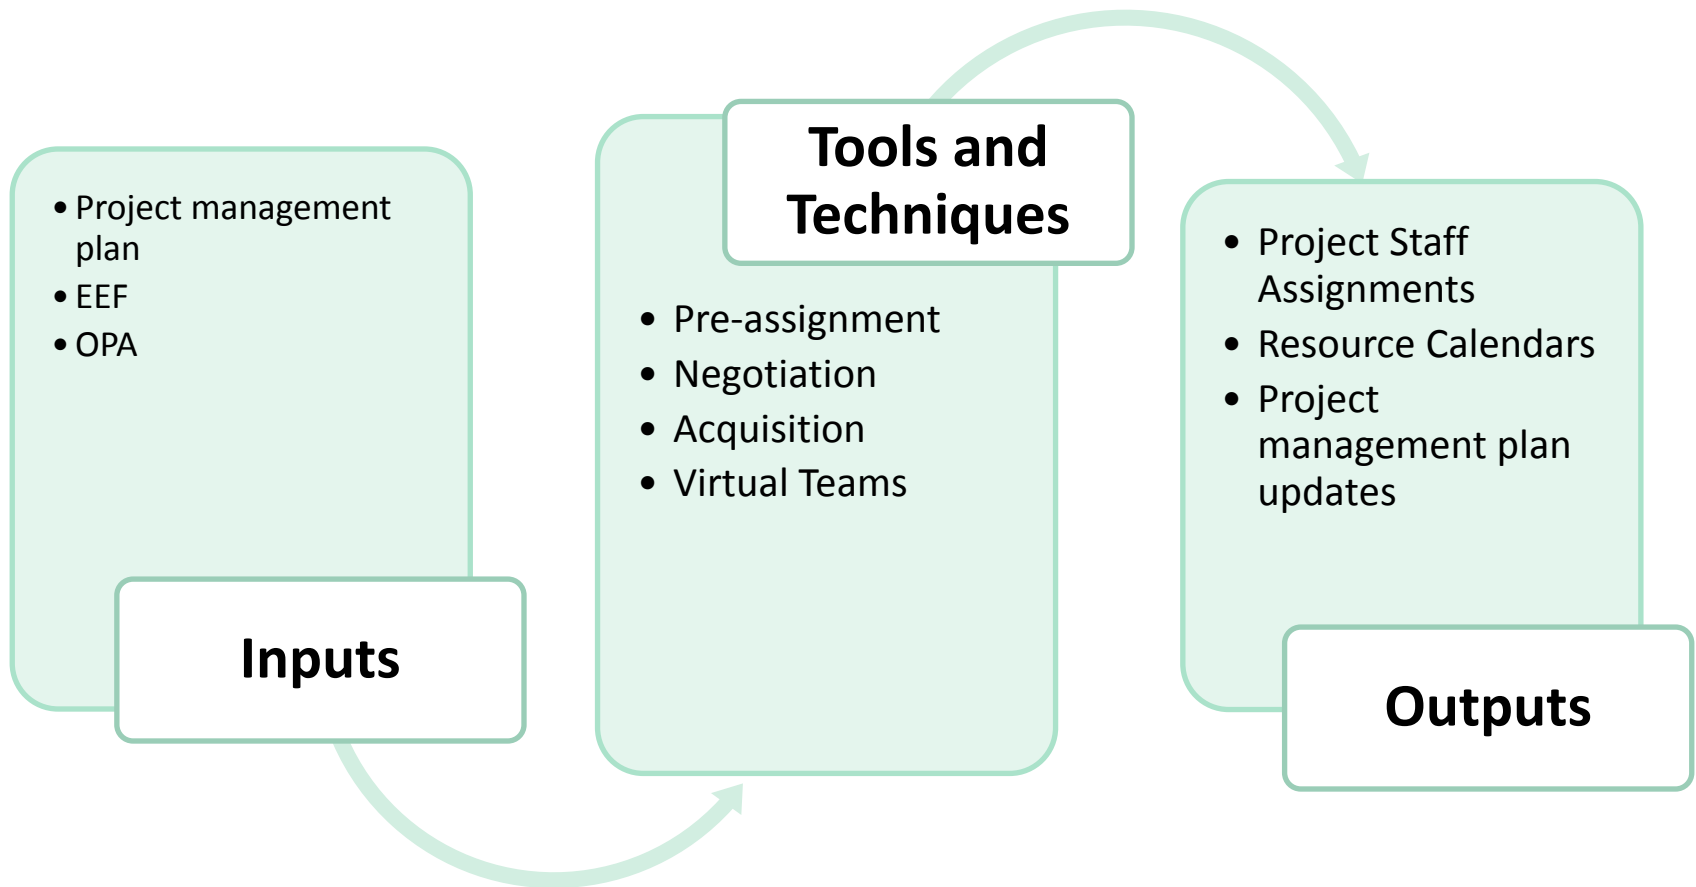 • Project management
plan
• EEF
• OPA
Inputs
Tools and
Techniques
• Pre-assignment
• Negotiation
• Acquisition
• Virtual Teams
• Project Staff
Assignments
• Resource Calendars
• Project
management plan
updates
Outputs